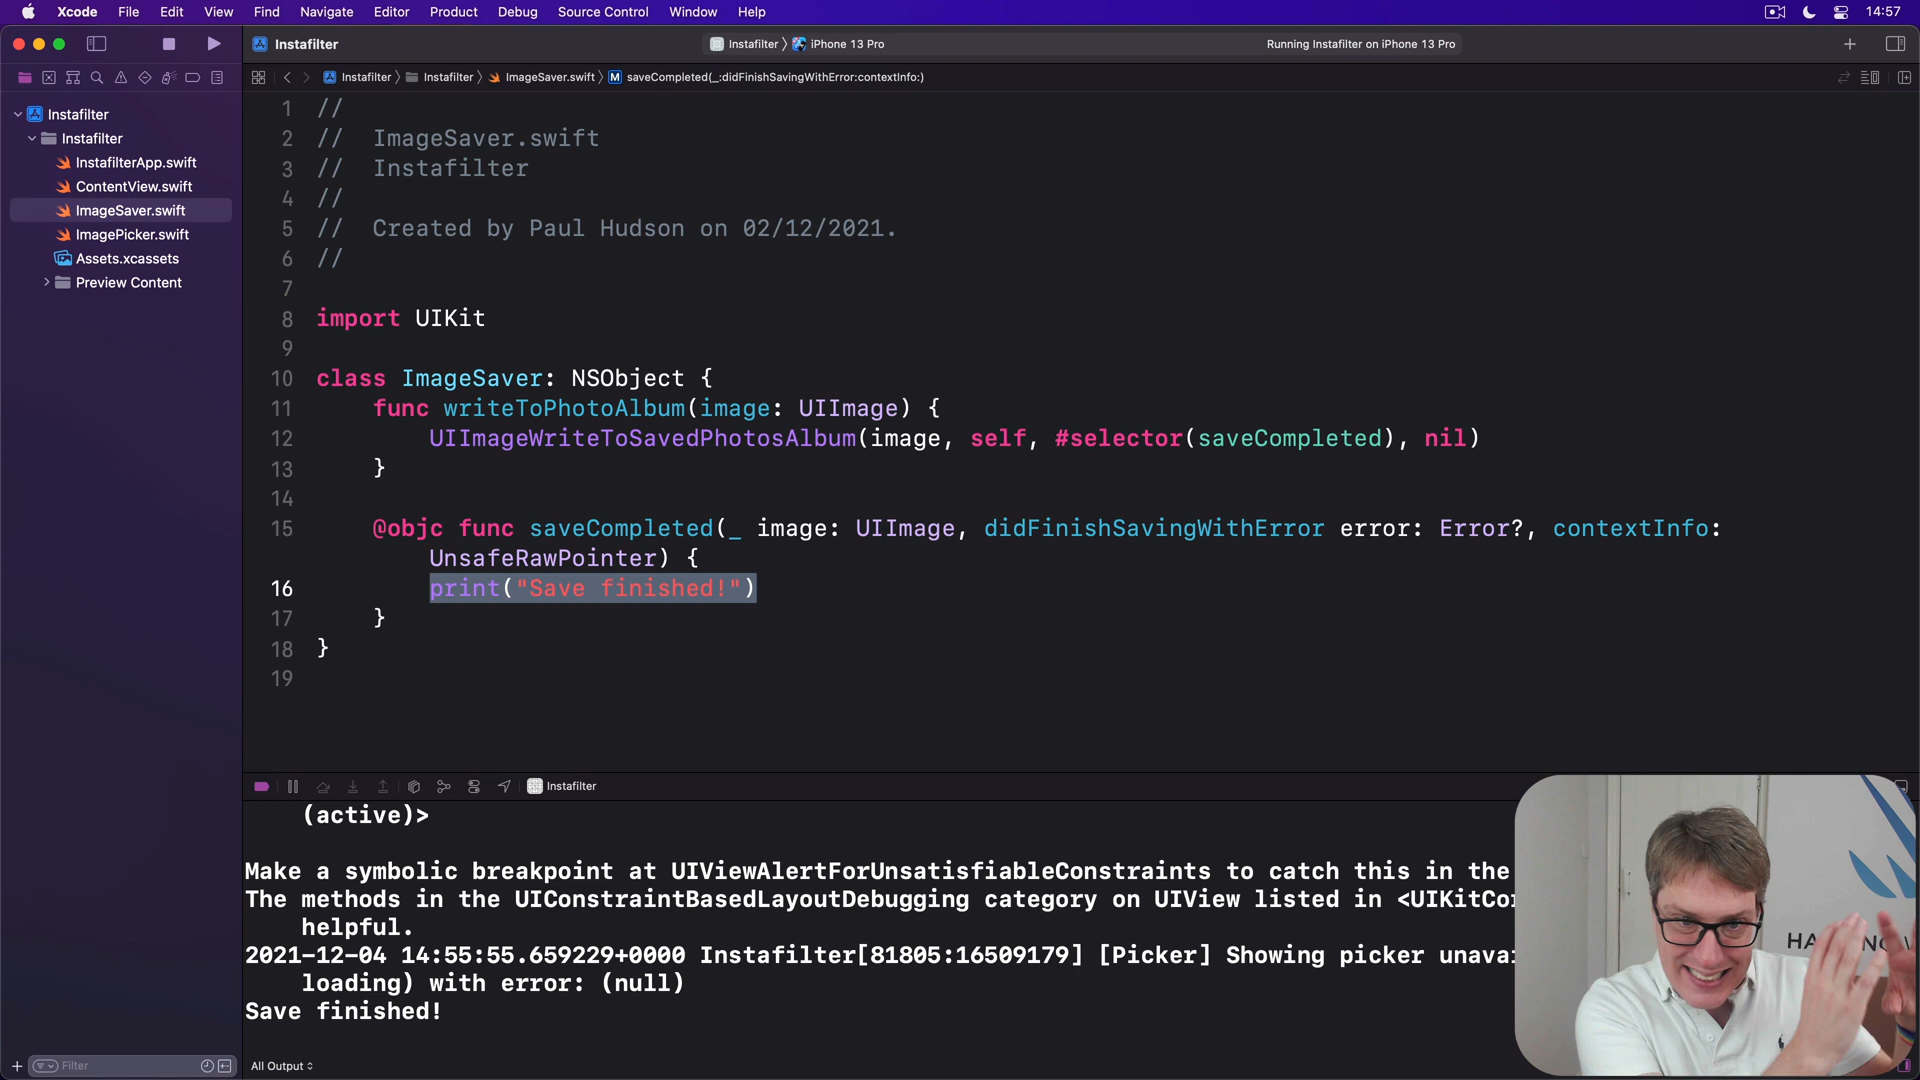 Xcode File Edit View Find Navigate Editor Product Debug Source Control Window Help 14:57
Instafilter Instafilter iPhone 13 Pro Running Instafilter on iPhone 13 Pro
Instafilter Instafilter ImageSaver.swift M saveCompleted(_:didFinishSavingWithError:contextInfo:)
Instafilter
Instafilter
InstafilterApp.swift
ContentView.swift
ImageSaver.swift
ImagePicker.swift
Assets.xcassets
Preview Content
1 //
2 // ImageSaver.swift
3 // Instafilter
4 //
5 // Created by Paul Hudson on 02/12/2021.
6 //
7
8 import UIKit
9
10 class ImageSaver: NSObject {
11 func writeToPhotoAlbum(image: UIImage) {
12 UIImageWriteToSavedPhotosAlbum(image, self, #selector(saveCompleted), nil)
13 }
14
15 @objc func saveCompleted(_ image: UIImage, didFinishSavingWithError error: Error?, contextInfo:
UnsafeRawPointer) {
16 print("Save finished!")
17 }
18 }
19
Instafilter
(active)>
Make a symbolic breakpoint at UIViewAlertForUnsatisfiableConstraints to catch this in the
The methods in the UIConstraintBasedLayoutDebugging category on UIView listed in <UIKitCo
helpful.
2021-12-04 14:55:55.659229+0000 Instafilter[81805:16509179] [Picker] Showing picker unava
loading) with error: (null)
Save finished!
Filter
All Output